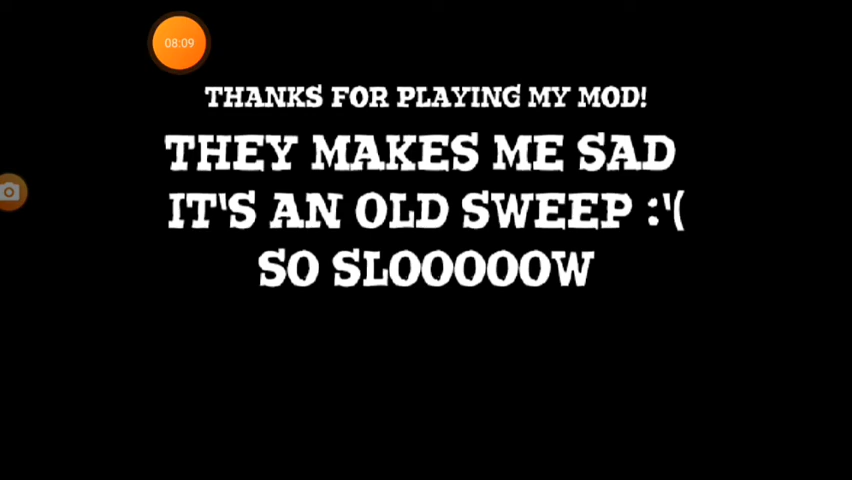 08:09
THANKS FOR PLAYING MY MOD!
THEY MAKES ME SAD
IT'S AN OLD SWEEP :'(
SO SLOOOOOW